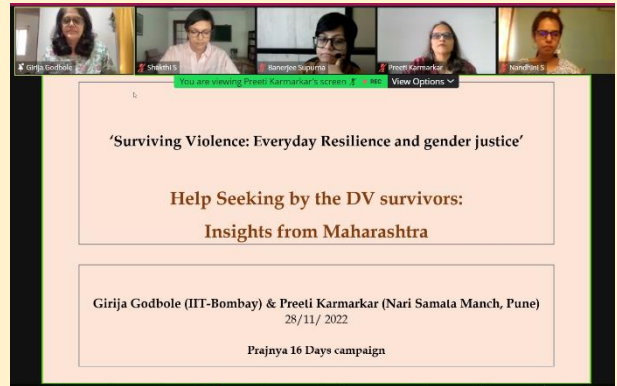 Girija Godbole
Shakthi S
Banerjee Supurna
Preeti Karmarkar
Nandhini S
You are viewing Preeti Karmarkar's screen
REC
View Options
‘Surviving Violence: Everyday Resilience and gender justice’
Help Seeking by the DV survivors:
Insights from Maharashtra
Girija Godbole (IIT-Bombay) & Preeti Karmarkar (Nari Samata Manch, Pune)
28/11/ 2022
Prajnya 16 Days campaign